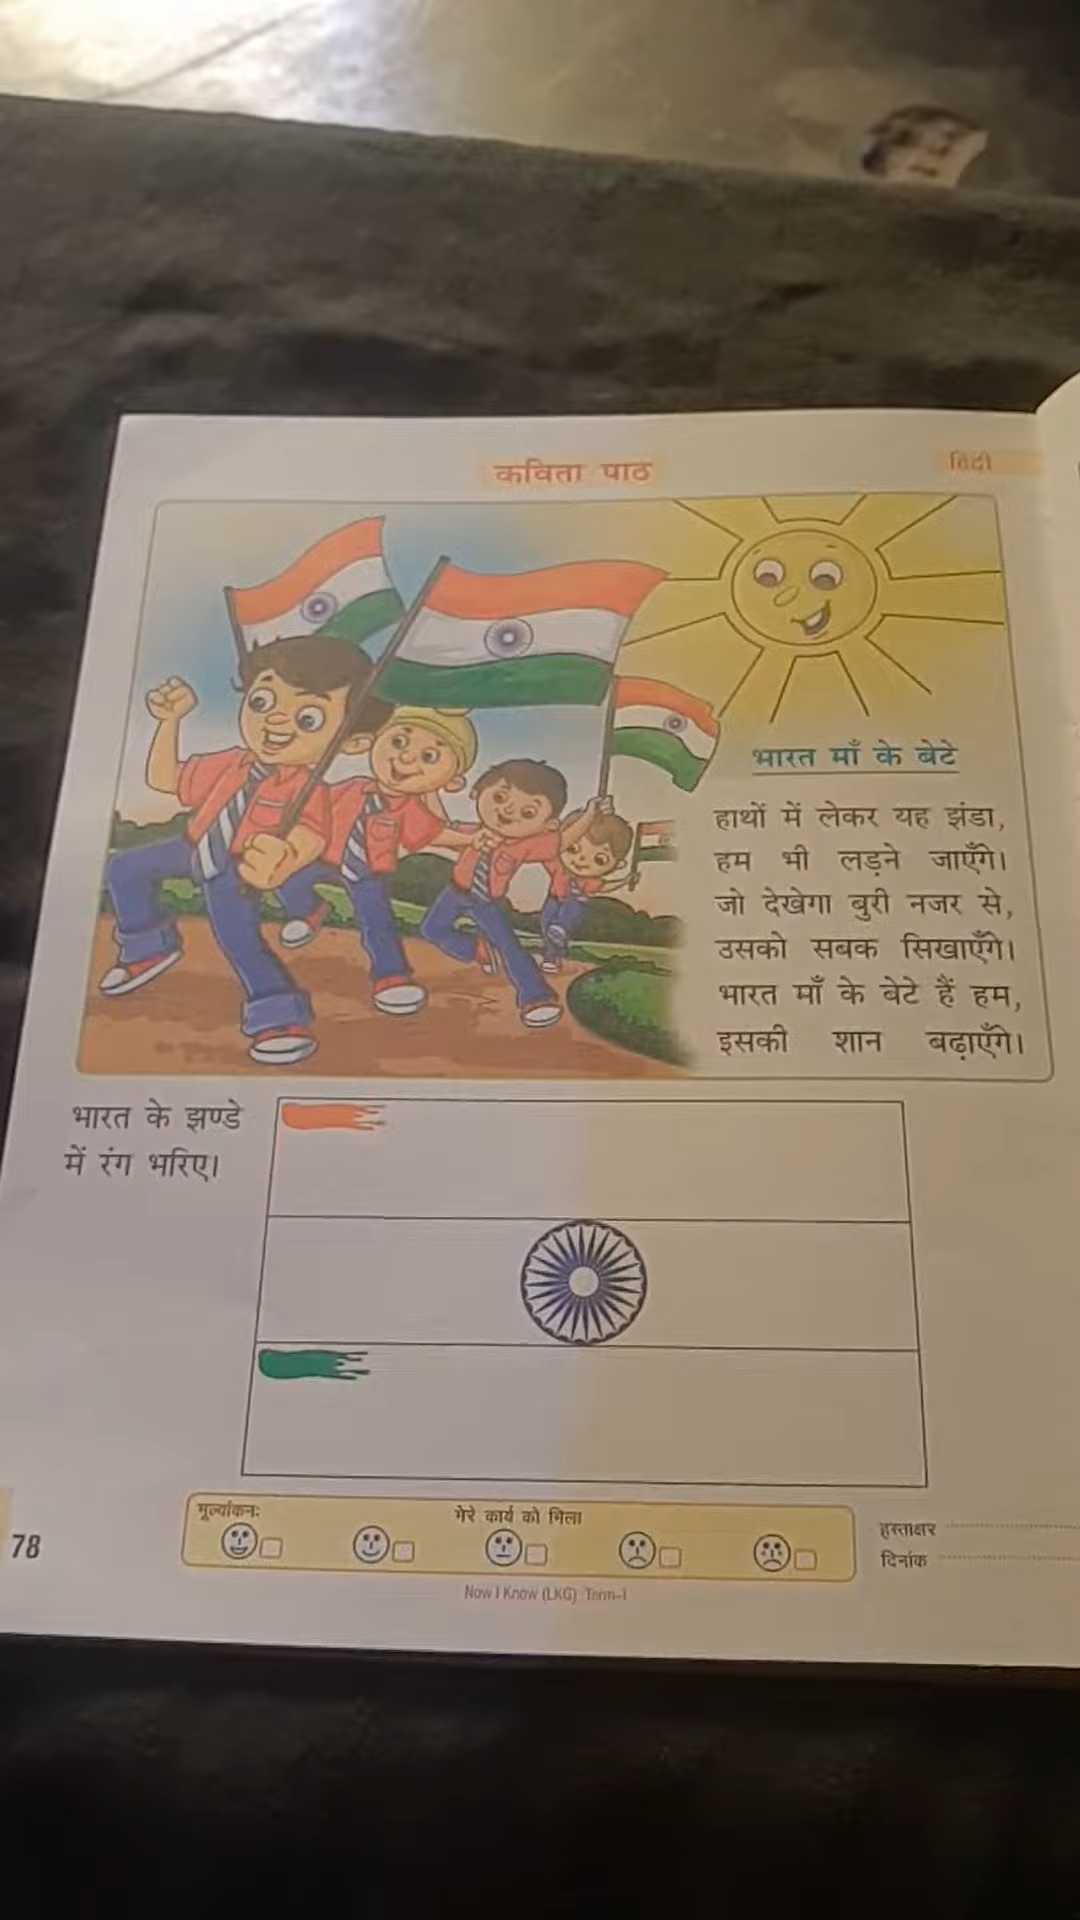 कविता पाठ
हिंदी
भारत माँ के बेटे
हाथों में लेकर यह झंडा,
हम भी लड़ने जाएँगे।
जो देखेगा बुरी नजर से,
उसको सबक सिखाएँगे।
भारत माँ के बेटे हैं हम,
इसकी शान बढ़ाएँगे।
भारत के झण्डे
में रंग भरिए।
मूल्यांकनः
मेरे कार्य को मिला
हस्ताक्षर
दिनांक
78
Now I Know (LKG) Term-I